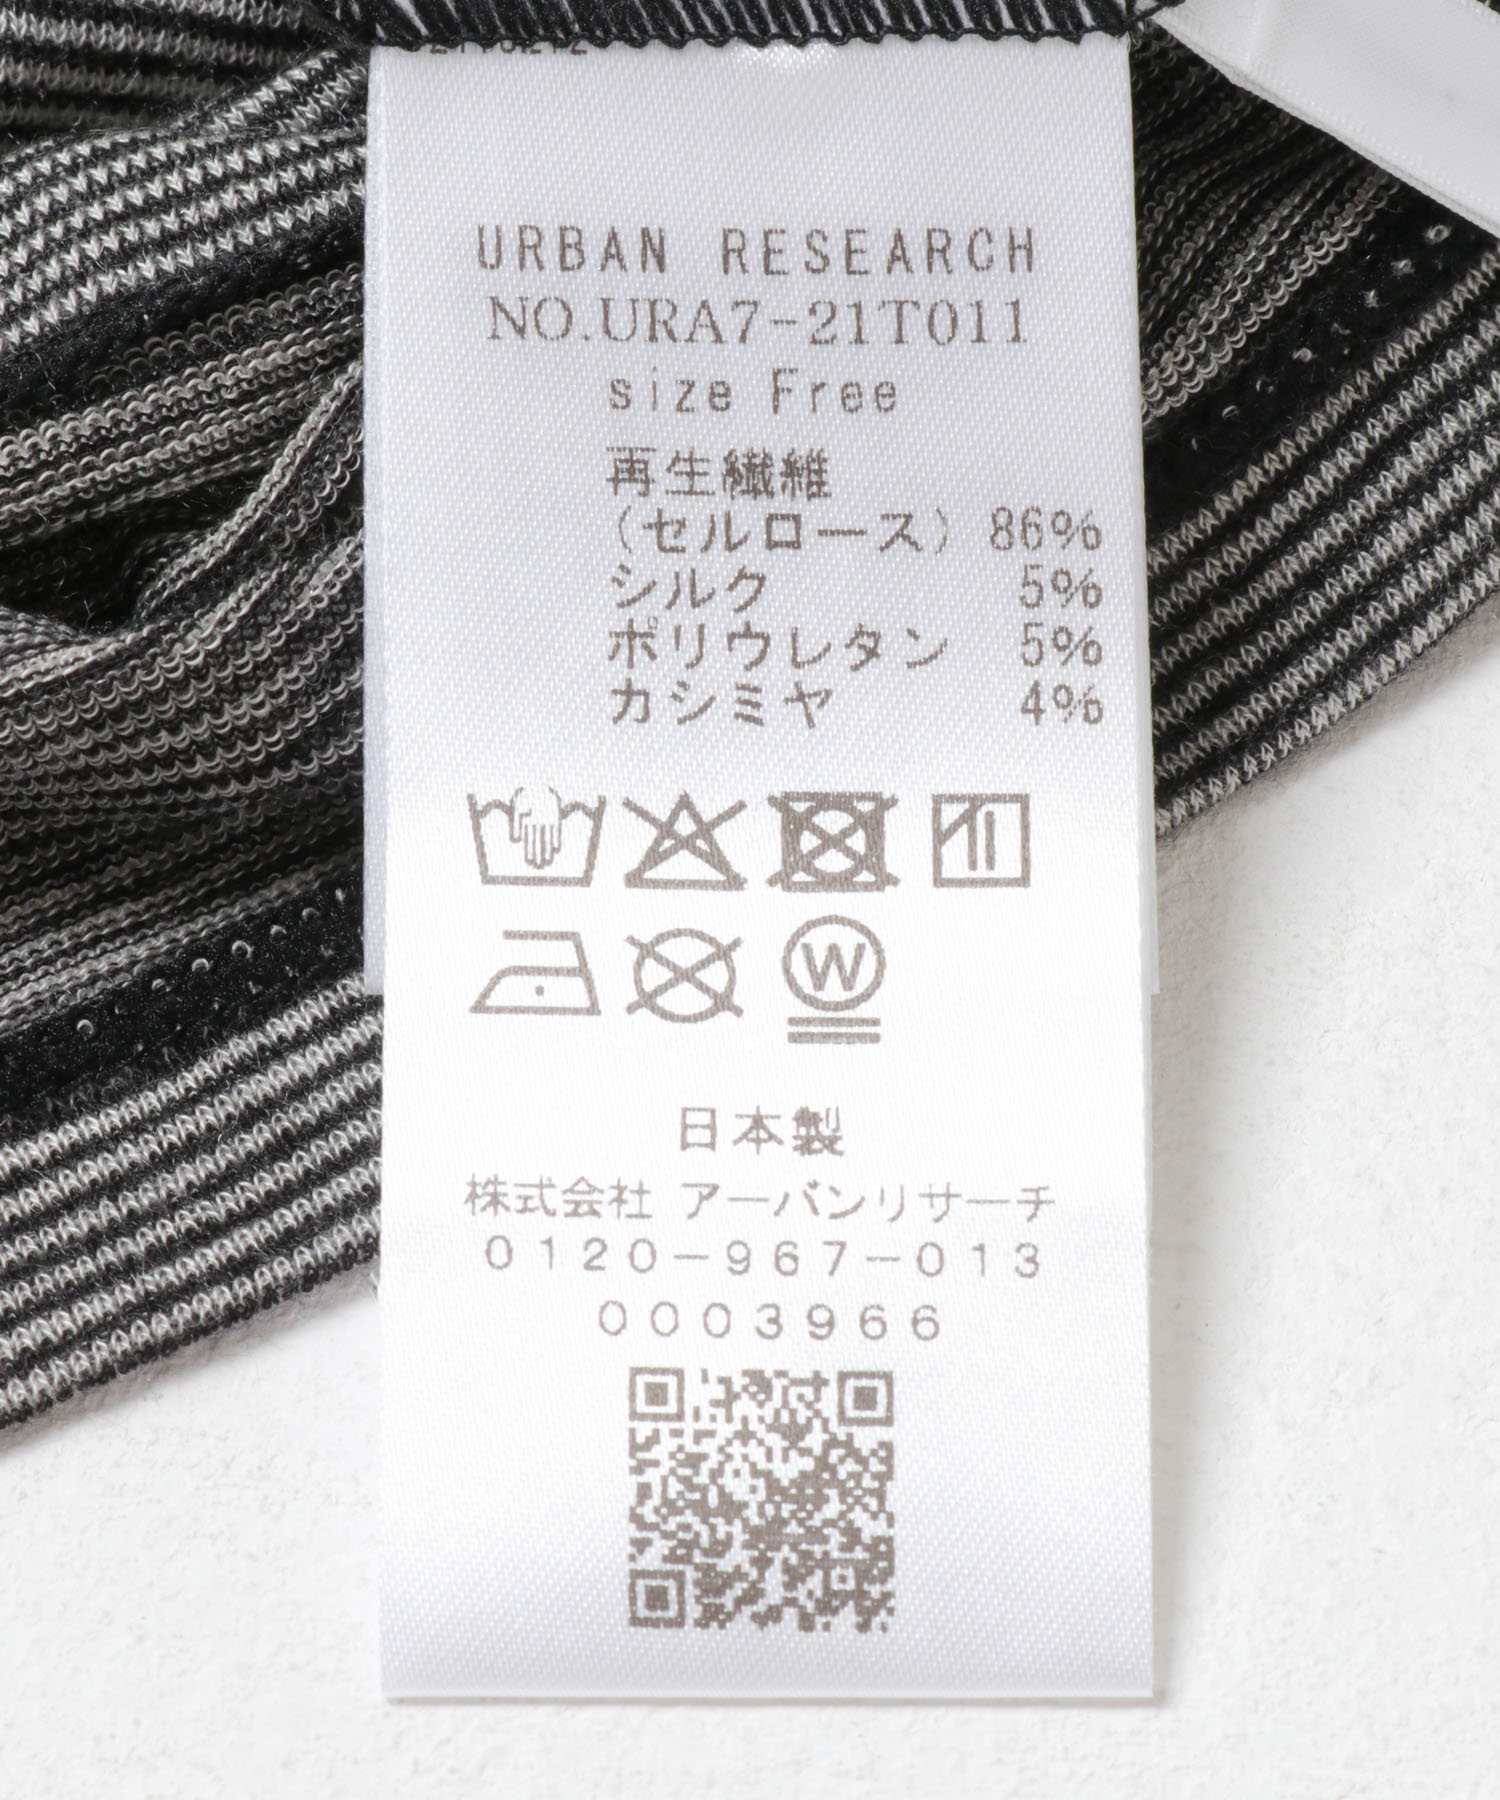 URBAN RESEARCH
NO.URA7-21T011
size Free
再生繊維
(セルロース) 86%
シルク 5%
ポリウレタン 5%
カシミヤ 4%
W
日本製
株式会社 アーバンリサーチ
0120-967-013
0003966